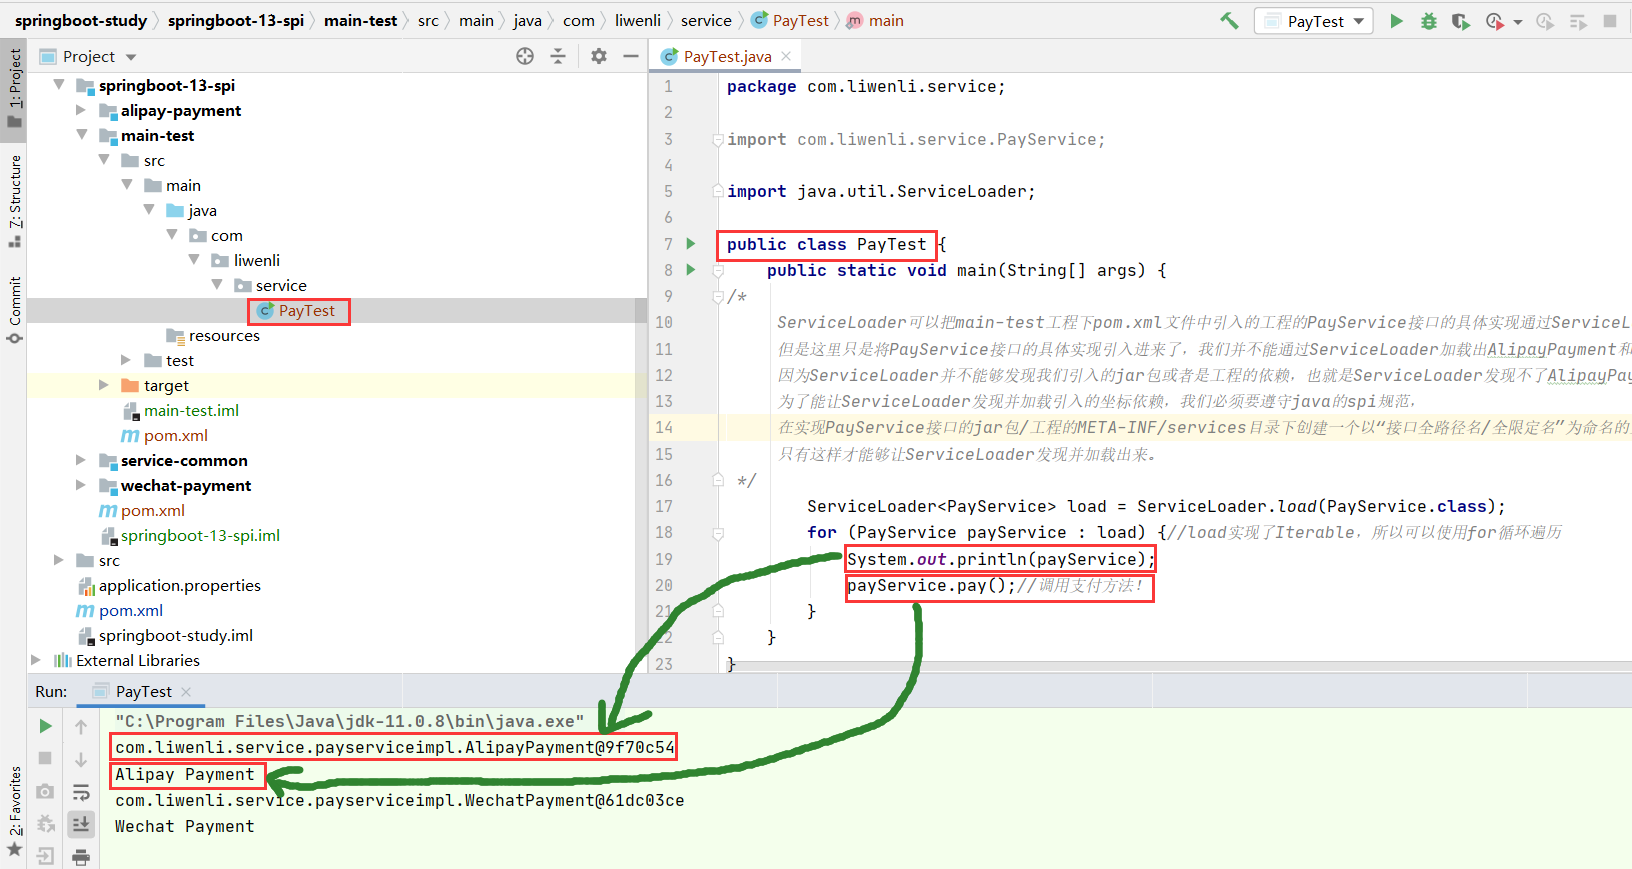 springboot-study springboot-13-spi main-test src main java com liwenli service PayTest main
PayTest
1: Project
7: Structure
Commit
2: Favorites
Project
springboot-13-spi
alipay-payment
main-test
src
main
java
com
liwenli
service
PayTest
resources
test
target
main-test.iml
pom.xml
service-common
wechat-payment
pom.xml
springboot-13-spi.iml
src
application.properties
pom.xml
springboot-study.iml
External Libraries
PayTest.java
1 package com.liwenli.service;
2
3 import com.liwenli.service.PayService;
4
5 import java.util.ServiceLoader;
6
7 public class PayTest {
8 public static void main(String[] args) {
9 /*
10 ServiceLoader可以把main-test工程下pom.xml文件中引入的工程的PayService接口的具体实现通过ServiceL
11 但是这里只是将PayService接口的具体实现引入进来了，我们并不能通过ServiceLoader加载出AlipayPayment和
12 因为ServiceLoader并不能够发现我们引入的jar包或者是工程的依赖，也就是ServiceLoader发现不了AlipayPay
13 为了能让ServiceLoader发现并加载引入的坐标依赖，我们必须要遵守java的spi规范，
14 在实现PayService接口的jar包/工程的META-INF/services目录下创建一个以“接口全路径名/全限定名”为命名的
15 只有这样才能够让ServiceLoader发现并加载出来。
16 */
17 ServiceLoader<PayService> load = ServiceLoader.load(PayService.class);
18 for (PayService payService : load) {//load实现了Iterable，所以可以使用for循环遍历
19 System.out.println(payService);
20 payService.pay();//调用支付方法！
21 }
22 }
23 }
Run: PayTest
"C:\Program Files\Java\jdk-11.0.8\bin\java.exe"
com.liwenli.service.payserviceimpl.AlipayPayment@9f70c54
Alipay Payment
com.liwenli.service.payserviceimpl.WechatPayment@61dc03ce
Wechat Payment